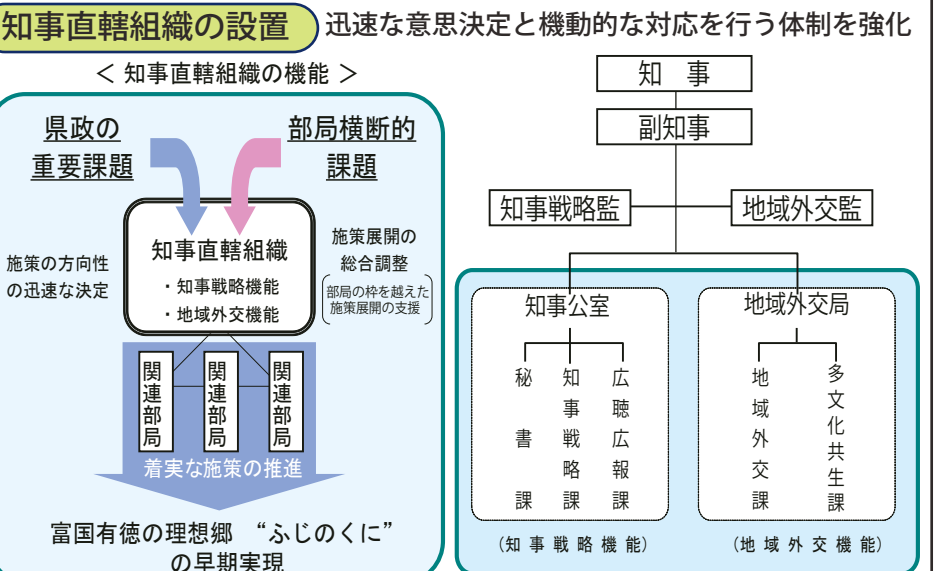 知事直轄組織の設置
迅速な意思決定と機動的な対応を行う体制を強化
＜ 知事直轄組織の機能 ＞
県政の
重要課題
部局横断的
課題
知事直轄組織
・知事戦略機能
・地域外交機能
施策の方向性
の迅速な決定
施策展開の
総合調整
部局の枠を越えた
施策展開の支援
関連部局
関連部局
関連部局
着実な施策の推進
富国有徳の理想郷 “ふじのくに”
の早期実現
知 事
副知事
知事戦略監
地域外交監
知事公室
秘書課
知事戦略課
広聴広報課
（知事戦略機能）
地域外交局
地域外交課
多文化共生課
（地域外交機能）